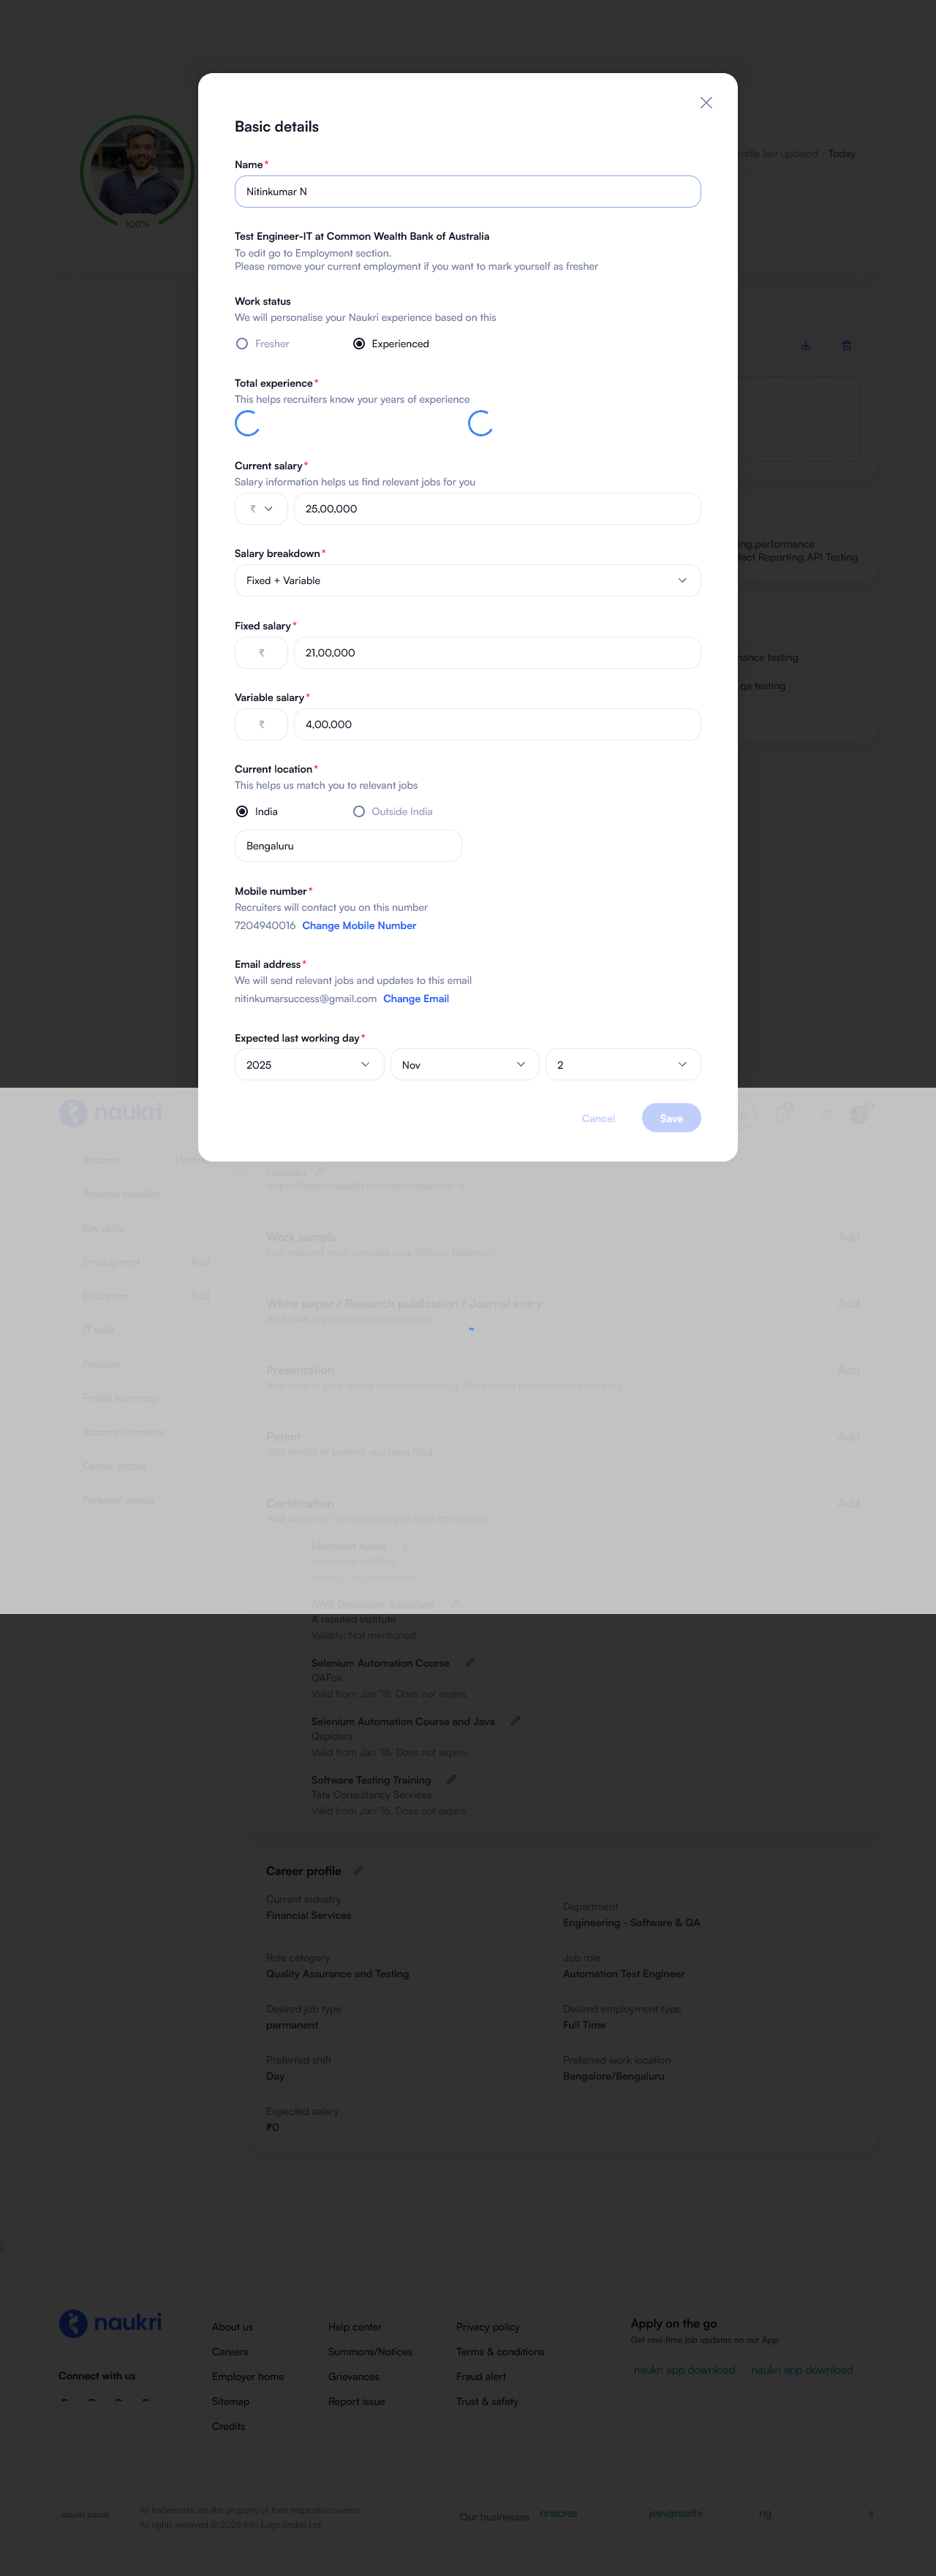 Basic details
Name*
Nitinkumar N
rofile last updated - Today
100%
Test Engineer-IT at Common Wealth Bank of Australia
To edit go to Employment section.
Please remove your current employment if you want to mark yourself as fresher
Work status
We will personalise your Naukri experience based on this
Fresher
Experienced
Total experience*
This helps recruiters know your years of experience
Current salary*
Salary information helps us find relevant jobs for you
₹
25,00,000
ng,performance
fect Reporting,API Testing
Salary breakdown*
Fixed + Variable
Fixed salary*
₹
21,00,000
nance testing
qa testing
Variable salary*
₹
4,00,000
Current location*
This helps us match you to relevant jobs
India
Outside India
Bengaluru
Mobile number*
Recruiters will contact you on this number
7204940016 Change Mobile Number
Email address*
We will send relevant jobs and updates to this email
nitinkumarsuccess@gmail.com Change Email
Expected last working day*
2025
Nov
2
Cancel
Save
naukri
Resume
Update
Resume headline
Key skills
Employment
Add
Education
Add
IT skills
Projects
Profile summary
Accomplishments
Career profile
Personal details
Linkedin
https://www.linkedin.com/in/nitinkumar-n
Work sample
Add
Link relevant work samples (e.g. Github, Behance)
White paper / Research publication / Journal entry
Add
Add links to your online publications
Presentation
Add
Add links to your online presentations (e.g. Slide-share presentation links etc.)
Patent
Add
Add details of patents you have filed
Certification
Add
Add details of certifications you have completed
Microsoft Azure
A reputed institute
Validity: Not mentioned
AWS Developer Associate
A reputed institute
Validity: Not mentioned
Selenium Automation Course
QAFox
Valid from Jan '18. Does not expire.
Selenium Automation Course and Java
Qspiders
Valid from Jan '18. Does not expire.
Software Testing Training
Tata Consultancy Services
Valid from Jan '16. Does not expire.
Career profile
Current industry
Financial Services
Department
Engineering - Software & QA
Role category
Quality Assurance and Testing
Job role
Automation Test Engineer
Desired job type
permanent
Desired employment type
Full Time
Preferred shift
Day
Preferred work location
Bangalore/Bengaluru
Expected salary
₹0
naukri
Connect with us
About us
Careers
Employer home
Sitemap
Credits
Help center
Summons/Notices
Grievances
Report issue
Privacy policy
Terms & conditions
Fraud alert
Trust & safety
Apply on the go
Get real-time job updates on our App
naukri app download
naukri app download
naukri social
All trademarks are the property of their respective owners
All rights reserved © 2025 Info Edge (India) Ltd.
Our businesses
nnacres
jeevansathi
ng
s